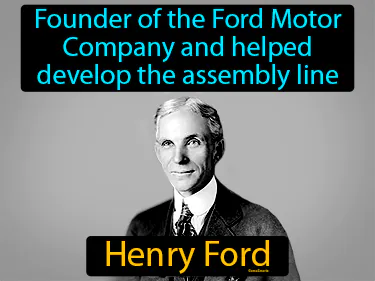 Founder of the Ford Motor
Company and helped
develop the assembly line
Henry Ford